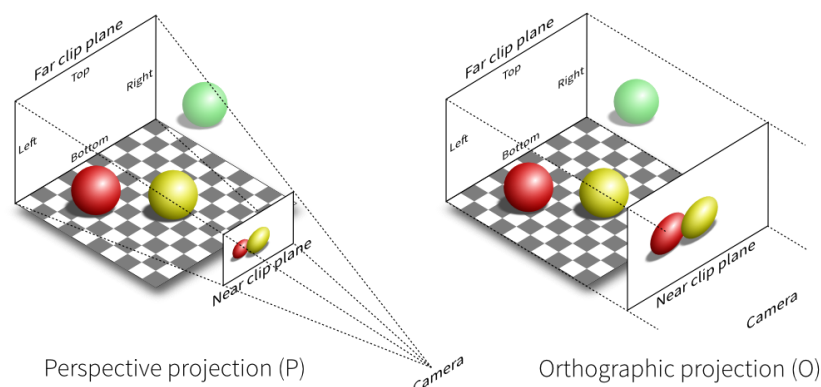 Far clip plane
Top
Right
Left
Bottom
Near clip plane
Camera
Perspective projection (P)
Far clip plane
Top
Right
Left
Bottom
Near clip plane
Camera
Orthographic projection (O)